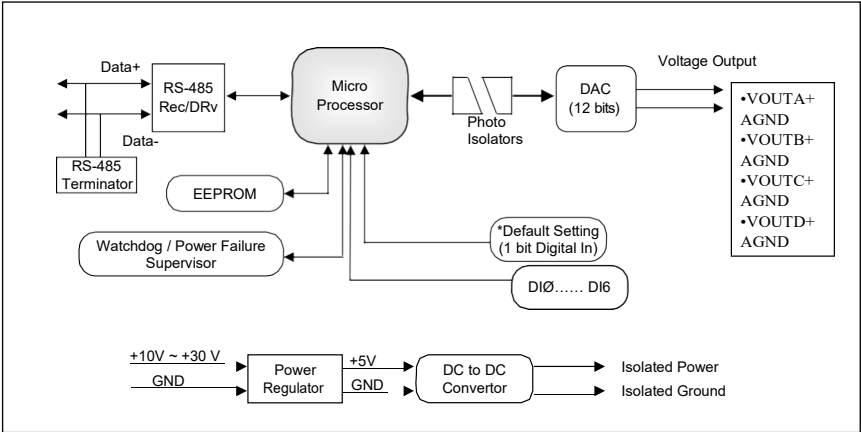 Data+
RS-485
Rec/DRv
Data-
RS-485
Terminator
Micro
Processor
Photo
Isolators
DAC
(12 bits)
Voltage Output
•VOUTA+
AGND
•VOUTB+
AGND
•VOUTC+
AGND
•VOUTD+
AGND
EEPROM
Watchdog / Power Failure
Supervisor
*Default Setting
(1 bit Digital In)
DIØ...... DI6
+10V ~ +30 V
GND
Power
Regulator
+5V
GND
DC to DC
Convertor
Isolated Power
Isolated Ground